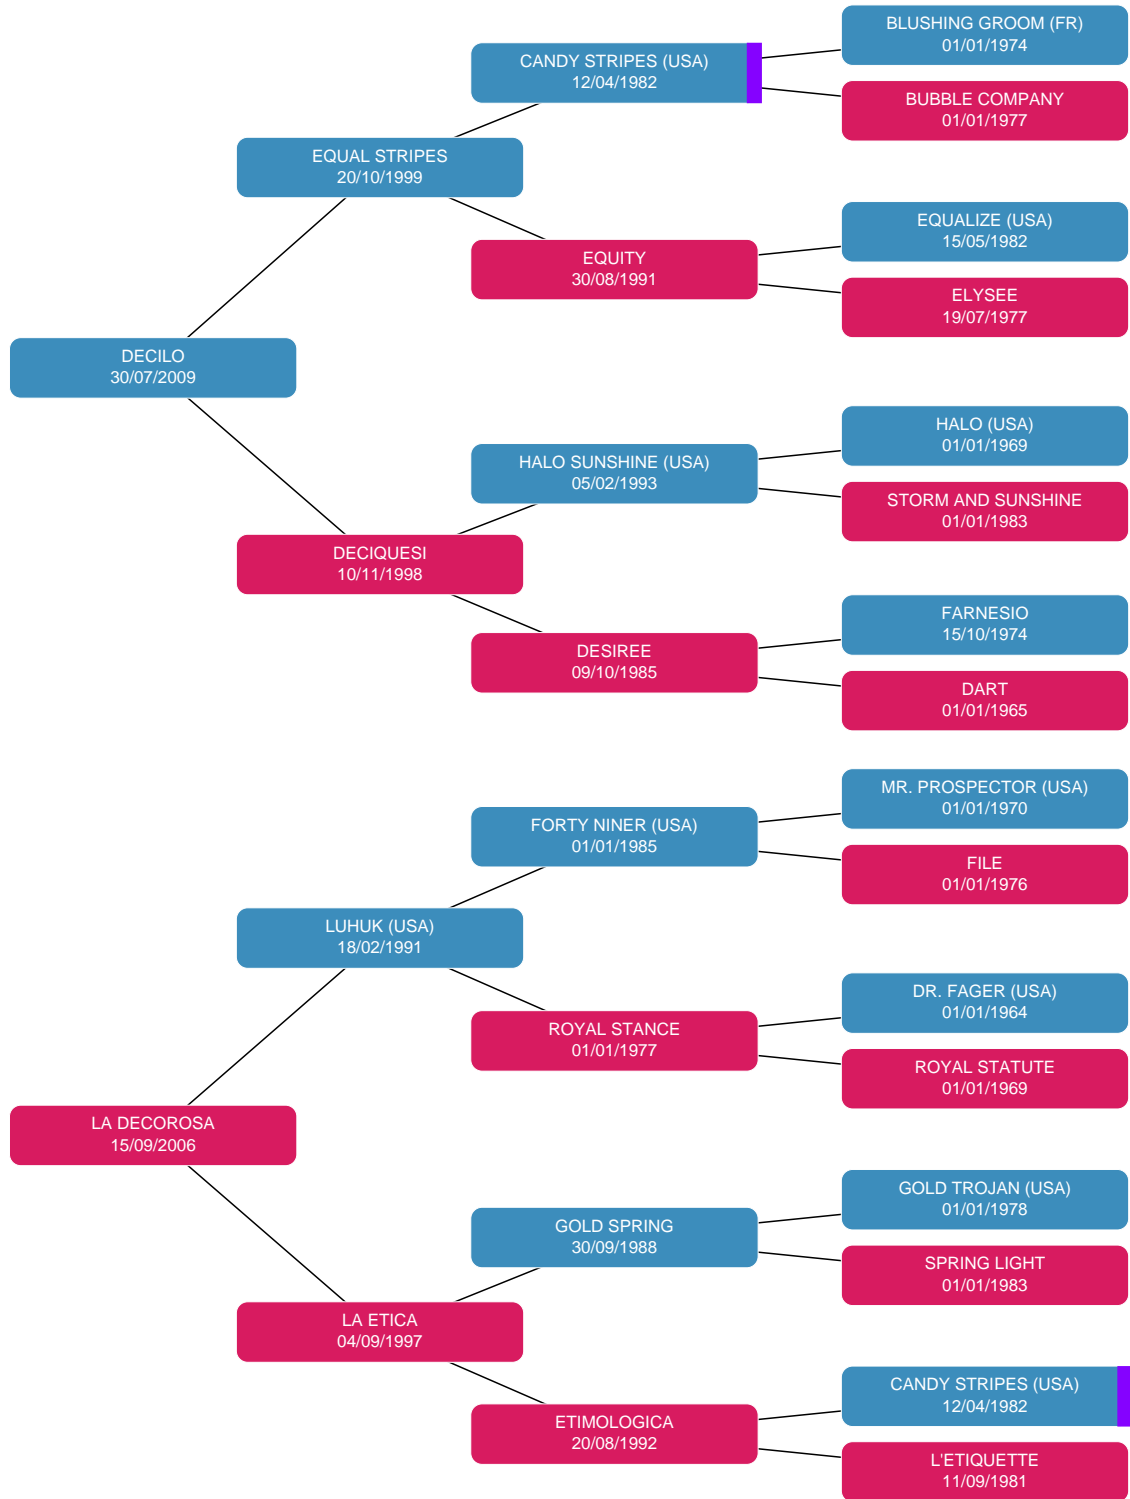 BLUSHING GROOM (FR)
01/01/1974
CANDY STRIPES (USA)
12/04/1982
BUBBLE COMPANY
01/01/1977
EQUAL STRIPES
20/10/1999
EQUALIZE (USA)
15/05/1982
EQUITY
30/08/1991
ELYSEE
19/07/1977
DECILO
30/07/2009
HALO (USA)
01/01/1969
HALO SUNSHINE (USA)
05/02/1993
STORM AND SUNSHINE
01/01/1983
DECIQUESI
10/11/1998
FARNESIO
15/10/1974
DESIREE
09/10/1985
DART
01/01/1965
MR. PROSPECTOR (USA)
01/01/1970
FORTY NINER (USA)
01/01/1985
FILE
01/01/1976
LUHUK (USA)
18/02/1991
DR. FAGER (USA)
01/01/1964
ROYAL STANCE
01/01/1977
ROYAL STATUTE
01/01/1969
LA DECOROSA
15/09/2006
GOLD TROJAN (USA)
01/01/1978
GOLD SPRING
30/09/1988
SPRING LIGHT
01/01/1983
LA ETICA
04/09/1997
CANDY STRIPES (USA)
12/04/1982
ETIMOLOGICA
20/08/1992
L'ETIQUETTE
11/09/1981